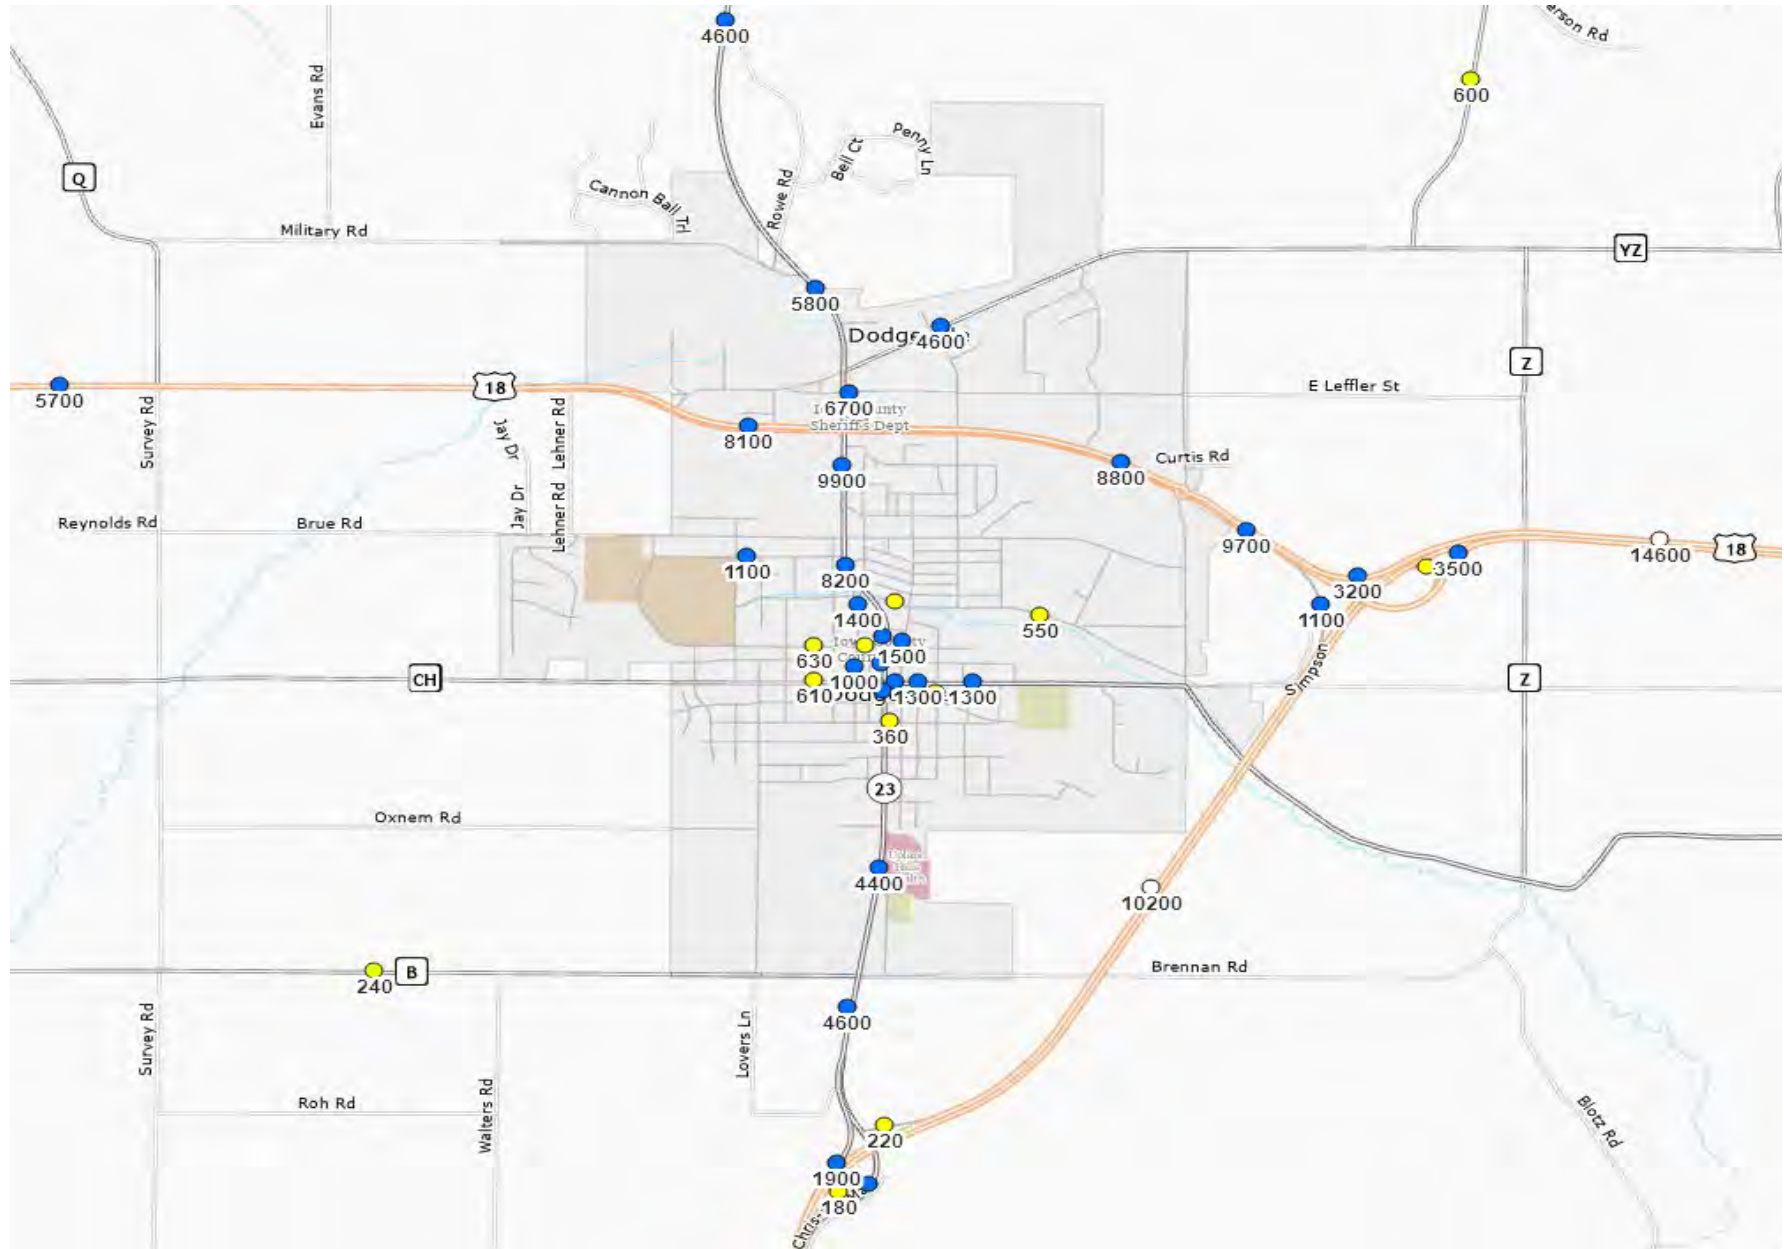 4600
arson Rd
600
Evans Rd
Penny Ln
Bell Ct
Q
Cannon Ball Trl
Rowe Rd
Military Rd
YZ
5800
Dodge
4600
Z
18
E Leffler St
5700
6700
Sheriff's Dept
Survey Rd
Lehner Rd
Jay Dr
8100
Curtis Rd
8800
9900
Reynolds Rd
Brue Rd
Jay Dr
Lehner Rd
9700
14600
18
1100
8200
3500
3200
1400
1100
550
630
1500
Simpson
CH
1000
Z
610
1300
1300
360
23
Oxnem Rd
4400
10200
B
240
Brennan Rd
4600
Survey Rd
Lovers Ln
Walters Rd
Roh Rd
Blotz Rd
220
1900
180
Chris